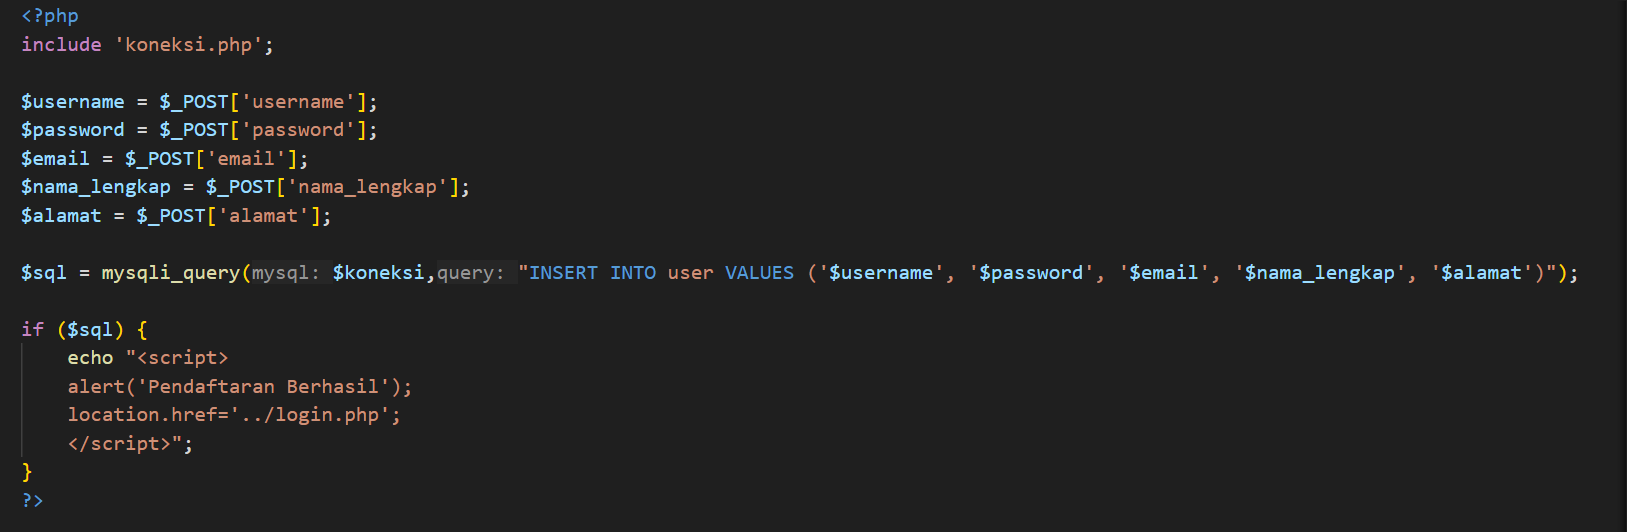 <?php
include 'koneksi.php';
$username = $_POST['username'];
$password = $_POST['password'];
$email = $_POST['email'];
$nama_lengkap = $_POST['nama_lengkap'];
$alamat = $_POST['alamat'];
$sql = mysqli_query(mysql: $koneksi,query: "INSERT INTO user VALUES ('$username', '$password', '$email', '$nama_lengkap', '$alamat')");
if ($sql) {
    echo "<script>
    alert('Pendaftaran Berhasil');
    location.href='../login.php';
    </script>";
}
?>